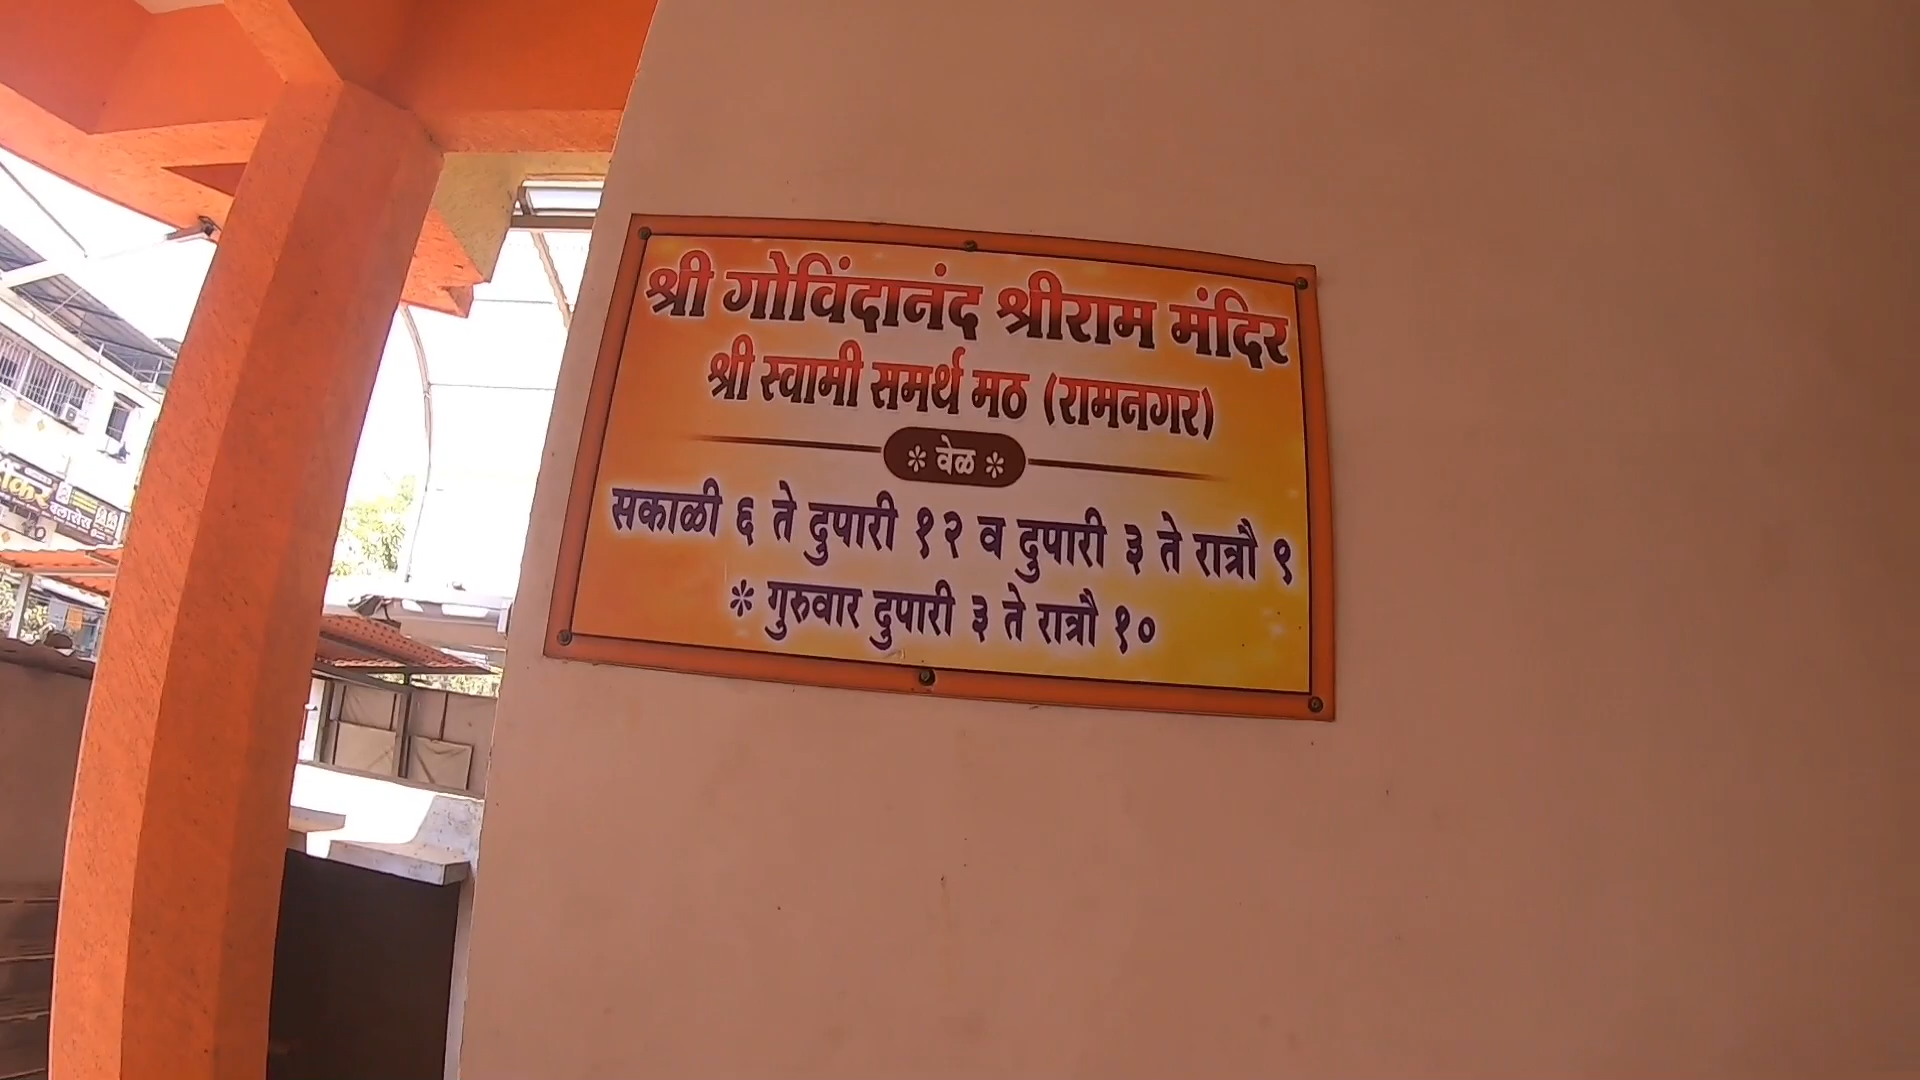 श्री गोविंदानंद श्रीराम मंदिर
श्री स्वामी समर्थ मठ (रामनगर)
* वेळ *
सकाळी ६ ते दुपारी १२ व दुपारी ३ ते रात्रौ ९
* गुरुवार दुपारी ३ ते रात्रौ १०